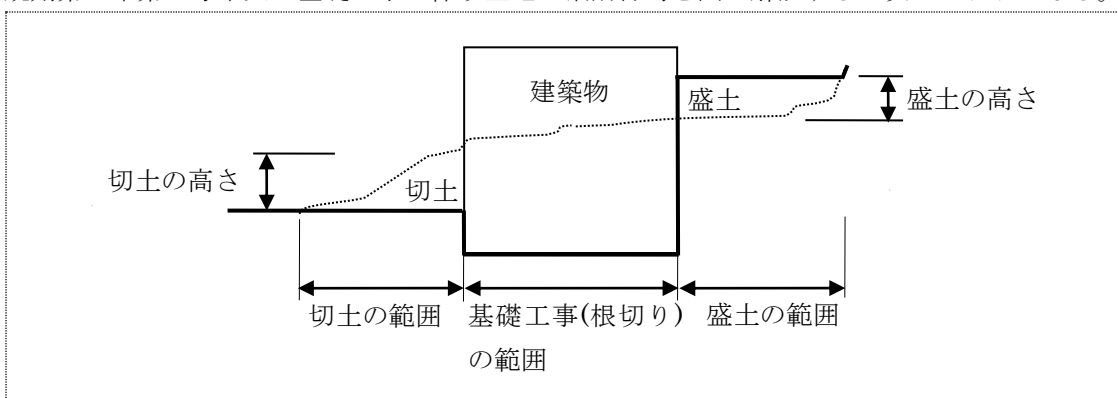 建築物
盛土
盛土の高さ
切土の高さ
切土
切土の範囲
基礎工事(根切り)
の範囲
盛土の範囲